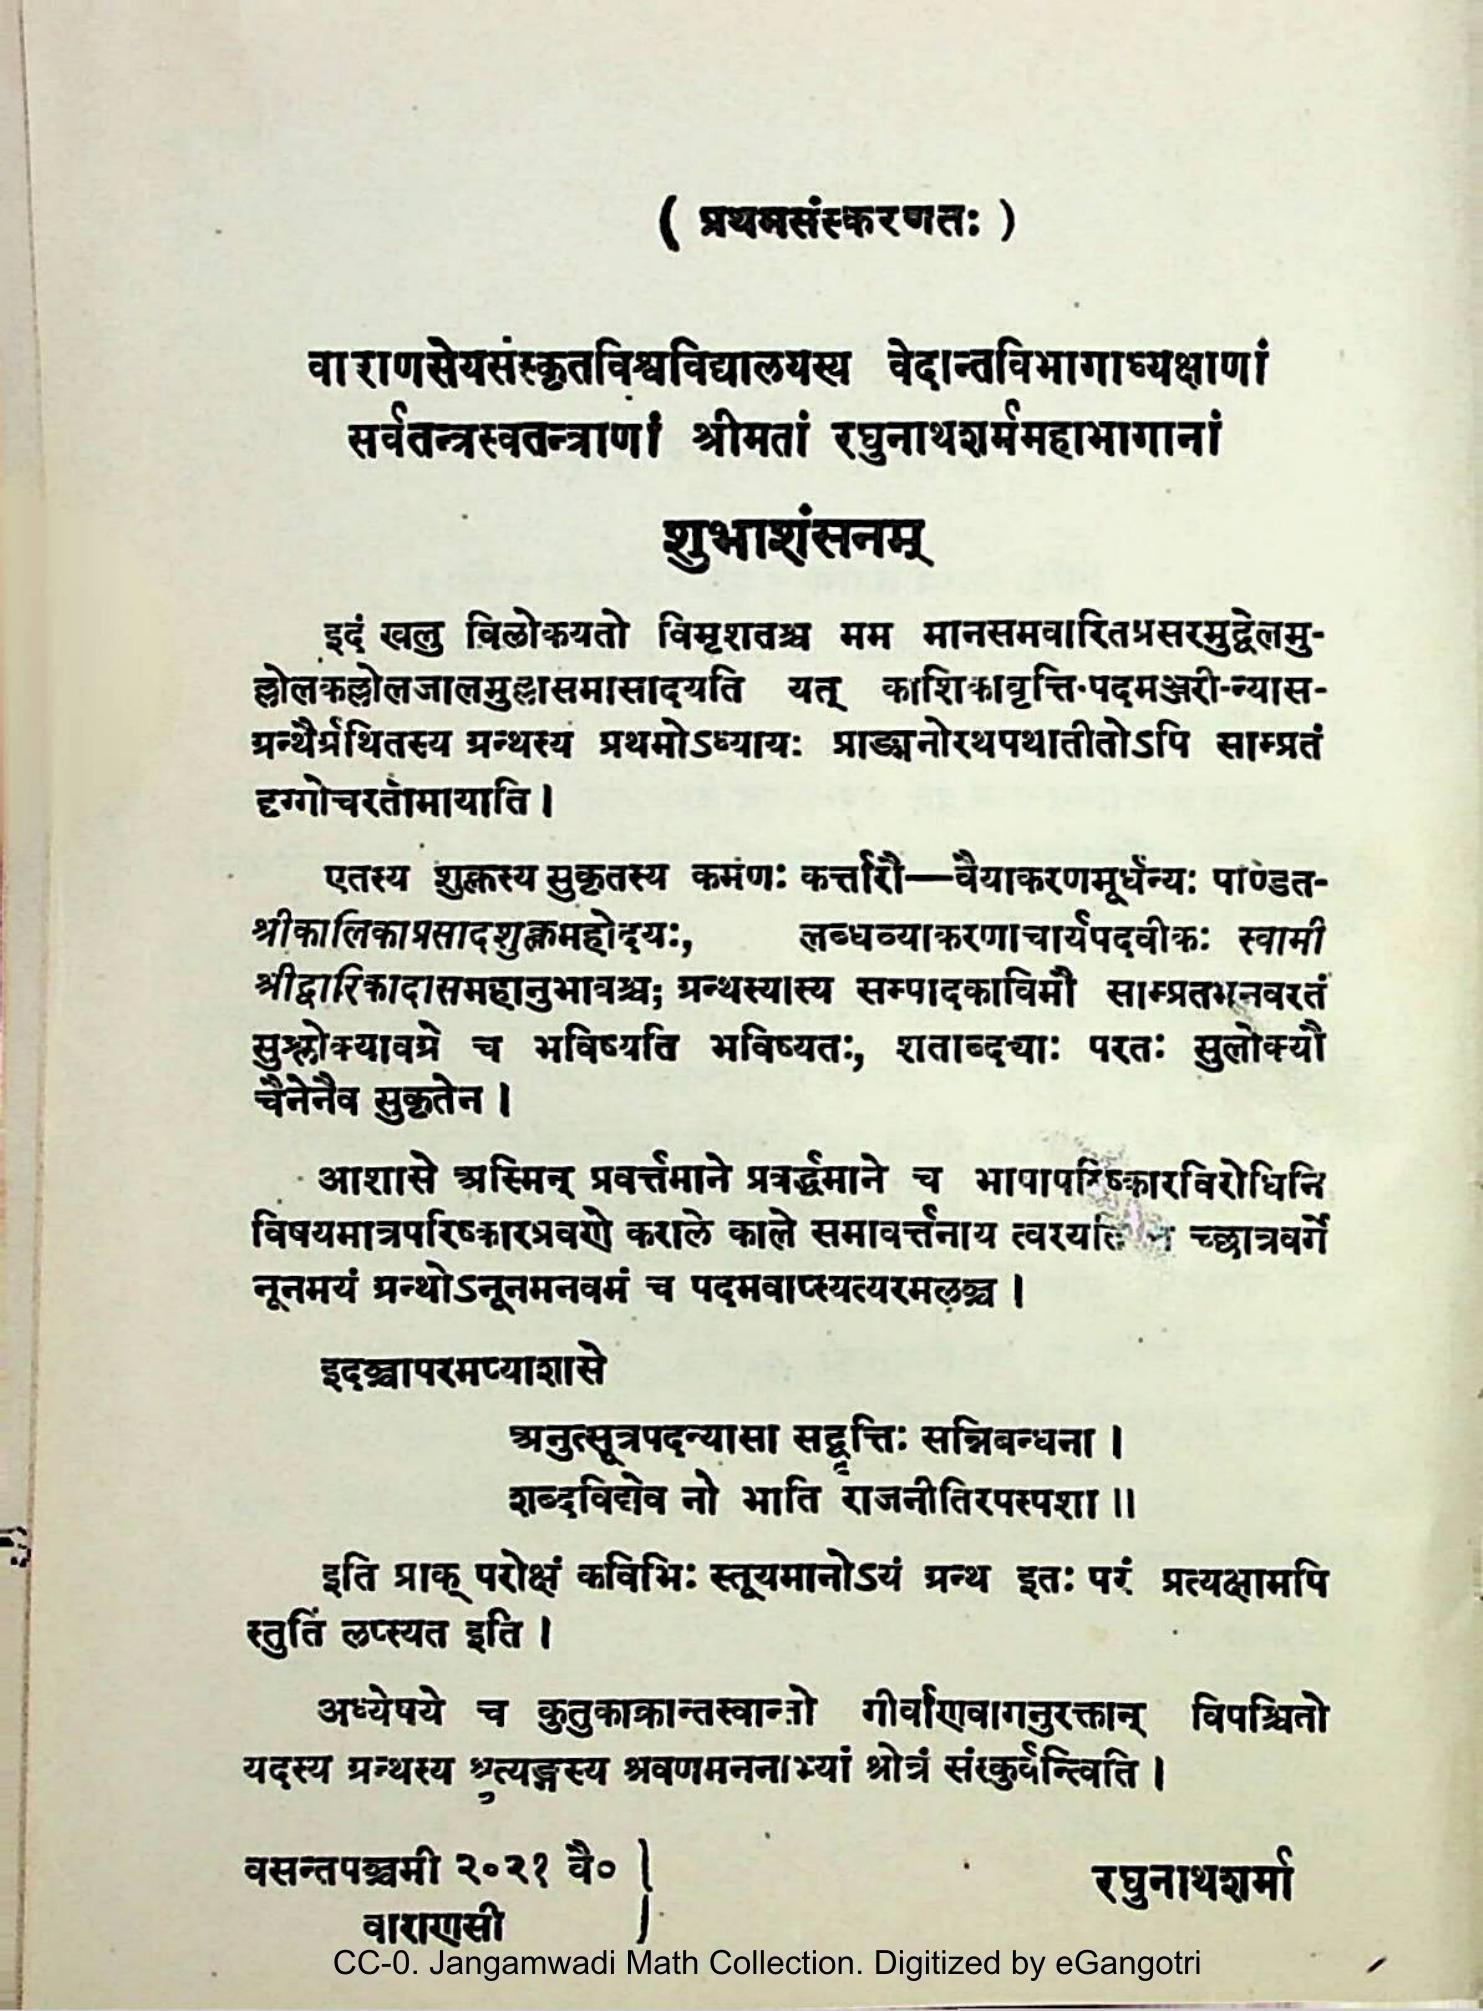 ( प्रथमसंस्करणतः )
वाराणसेयसंस्कृतविश्वविद्यालयस्य वेदान्तविभागाध्यक्षाणां
सर्वतन्त्रस्वतन्त्राणां श्रीमतां रघुनाथशर्ममहाभागानां
शुभाशंसनम्
इदं खलु विलोकयतो विमृशतश्च मम मानसमवारितप्रसरमुद्वेलमु-
ल्लोलकल्लोलजालमुल्लासमासादयति यत् काशिकावृत्ति-पदमञ्जरी-न्यास-
ग्रन्थैर्ग्रथितस्य ग्रन्थस्य प्रथमोऽध्यायः प्राङ्मनोरथपथातीतोऽपि साम्प्रतं
दृग्गोचरतामायाति ।
एतस्य शुक्लस्य सुकृतस्य कर्मणः कर्त्तारौ—वैयाकरणमूर्धन्यः पण्डित-
श्रीकालिकाप्रसादशुक्लमहोदयः, लब्धव्याकरणाचार्यपदवीकः स्वामी
श्रीद्वारिकादासमहानुभावश्च; ग्रन्थस्यास्य सम्पादकाविमौ साम्प्रतमनवरतं
सुश्लोक्यावग्रे च भविष्यति भविष्यतः, शताब्द्याः परतः सुलोक्यौ
चैनेनैव सुकृतेन ।
आशासे अस्मिन् प्रवर्त्तमाने प्रवर्द्धमाने च भाषापरिष्कारविरोधिनि
विषयमात्रपरिष्कारप्रवणे कराले काले समावर्त्तनाय त्वरयति च्छात्रवर्गे
नूनमयं ग्रन्थोऽनूनमनवमं च पदमवाप्स्यत्यरमलञ्च ।
इदञ्चापरमप्याशासे
अनुत्सूत्रपदन्यासा सद्वृत्तिः सन्निबन्धना ।
शब्दविद्येव नो भाति राजनीतिरपस्पशा ॥
इति प्राक् परोक्षं कविभिः स्तूयमानोऽयं ग्रन्थ इतः परं प्रत्यक्षामपि
स्तुतिं लप्स्यत इति ।
अध्येषये च कुतुकाक्रान्तस्वान्तो गीर्वाणवागनुरक्तान् विपश्चितो
यदस्य ग्रन्थस्य श्रुत्यङ्गस्य श्रवणमननाभ्यां श्रोत्रं संस्कुर्वन्त्विति ।
वसन्तपञ्चमी २०२१ वै०
रघुनाथशर्मा
वाराणसी
CC-0. Jangamwadi Math Collection. Digitized by eGangotri